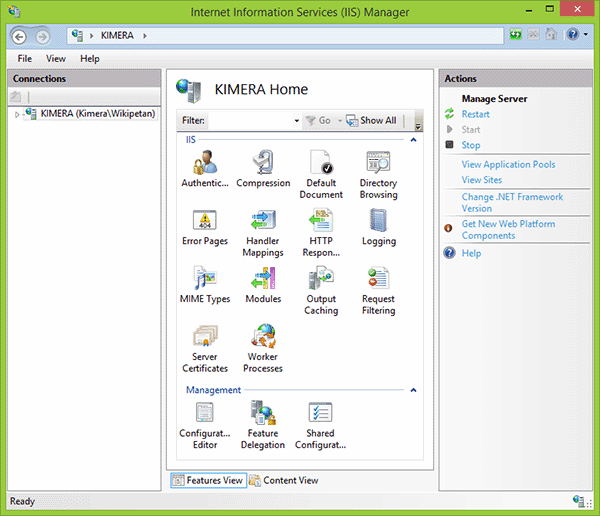 Internet Information Services (IIS) Manager
KIMERA
File View Help
Connections
KIMERA (Kimera\Wikipetan)
KIMERA Home
Filter: Go Show All
IIS
Authentic... Compression Default Document Directory Browsing
Error Pages Handler Mappings HTTP Respon... Logging
MIME Types Modules Output Caching Request Filtering
Server Certificates Worker Processes
Management
Configurat... Editor Feature Delegation Shared Configurat...
Features View Content View
Actions
Manage Server
Restart
Start
Stop
View Application Pools
View Sites
Change .NET Framework
Version
Get New Web Platform
Components
Help
Ready